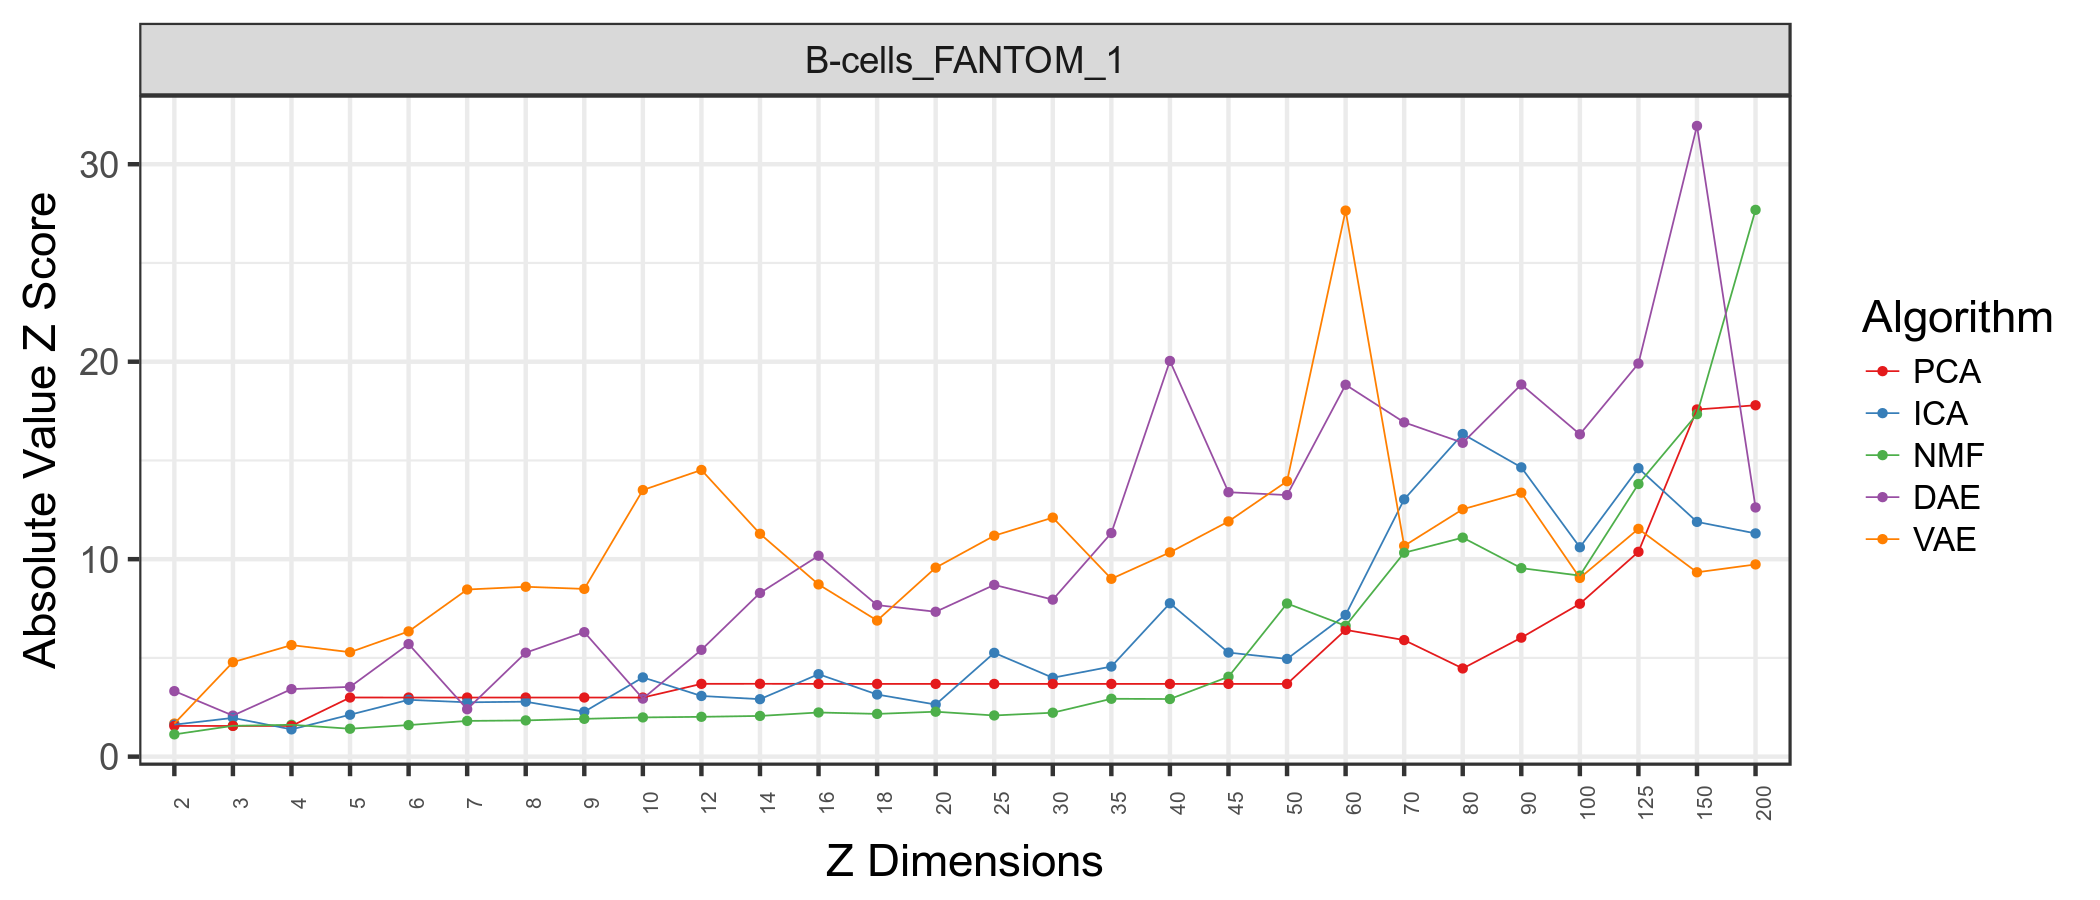 B-cells_FANTOM_1
Absolute Value Z Score
30
20
10
0
2 3 4 5 6 7 8 9 10 12 14 16 18 20 25 30 35 40 45 50 60 70 80 90 100 125 150 200
Z Dimensions
Algorithm
PCA
ICA
NMF
DAE
VAE